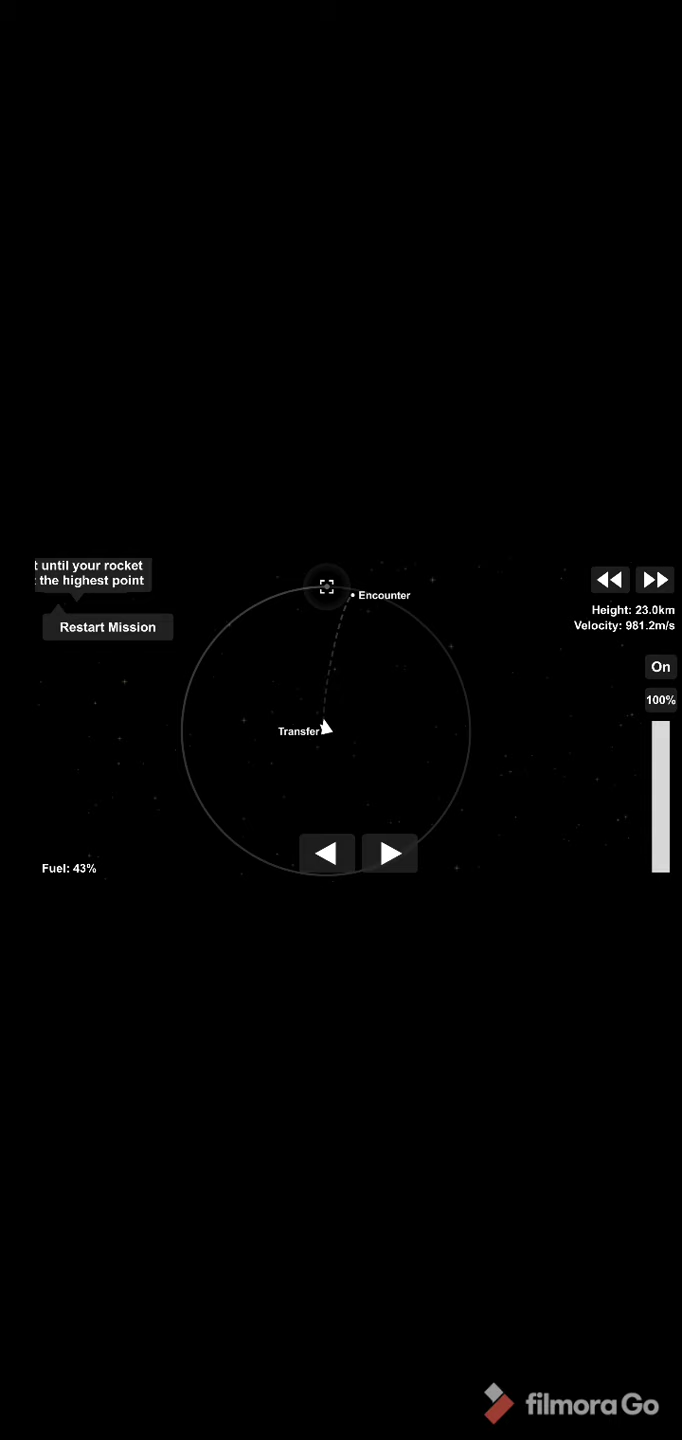 t until your rocket
the highest point
Restart Mission
Encounter
Height: 23.0km
Velocity: 981.2m/s
On
100%
Transfer
Fuel: 43%
filmora Go